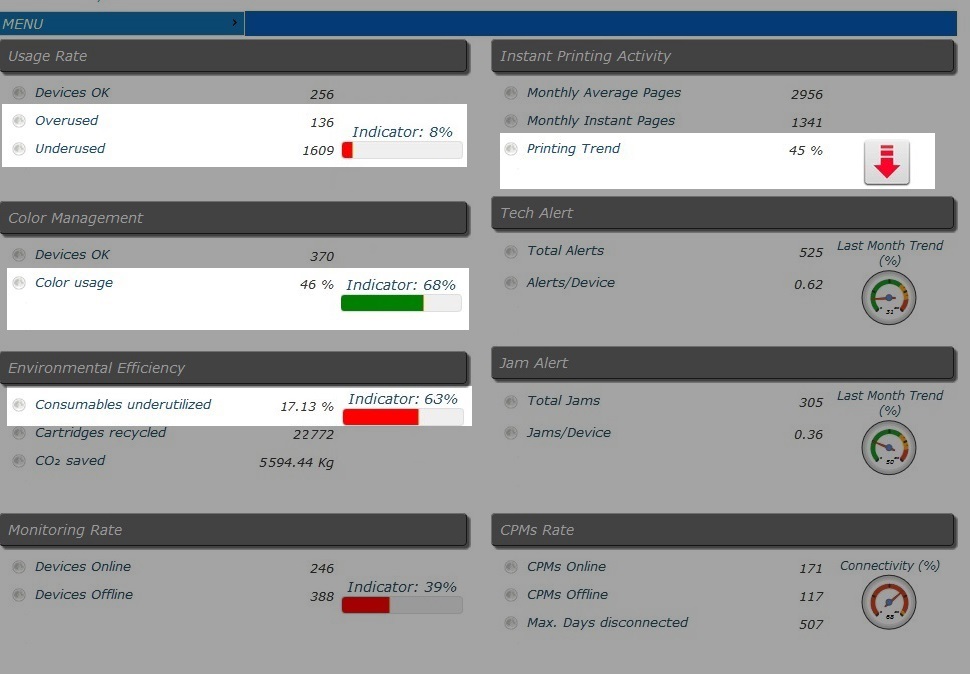 MENU
Usage Rate
Devices OK 256
Overused 136
Underused 1609
Indicator: 8%
Color Management
Devices OK 370
Color usage 46 %
Indicator: 68%
Environmental Efficiency
Consumables underutilized 17.13 %
Indicator: 63%
Cartridges recycled 22772
CO₂ saved 5594.44 Kg
Monitoring Rate
Devices Online 246
Devices Offline 388
Indicator: 39%
Instant Printing Activity
Monthly Average Pages 2956
Monthly Instant Pages 1341
Printing Trend 45 %
Tech Alert
Total Alerts 525
Alerts/Device 0.62
Last Month Trend
(%)
31
Jam Alert
Total Jams 305
Jams/Device 0.36
Last Month Trend
(%)
50
CPMs Rate
CPMs Online 171
CPMs Offline 117
Max. Days disconnected 507
Connectivity (%)
68